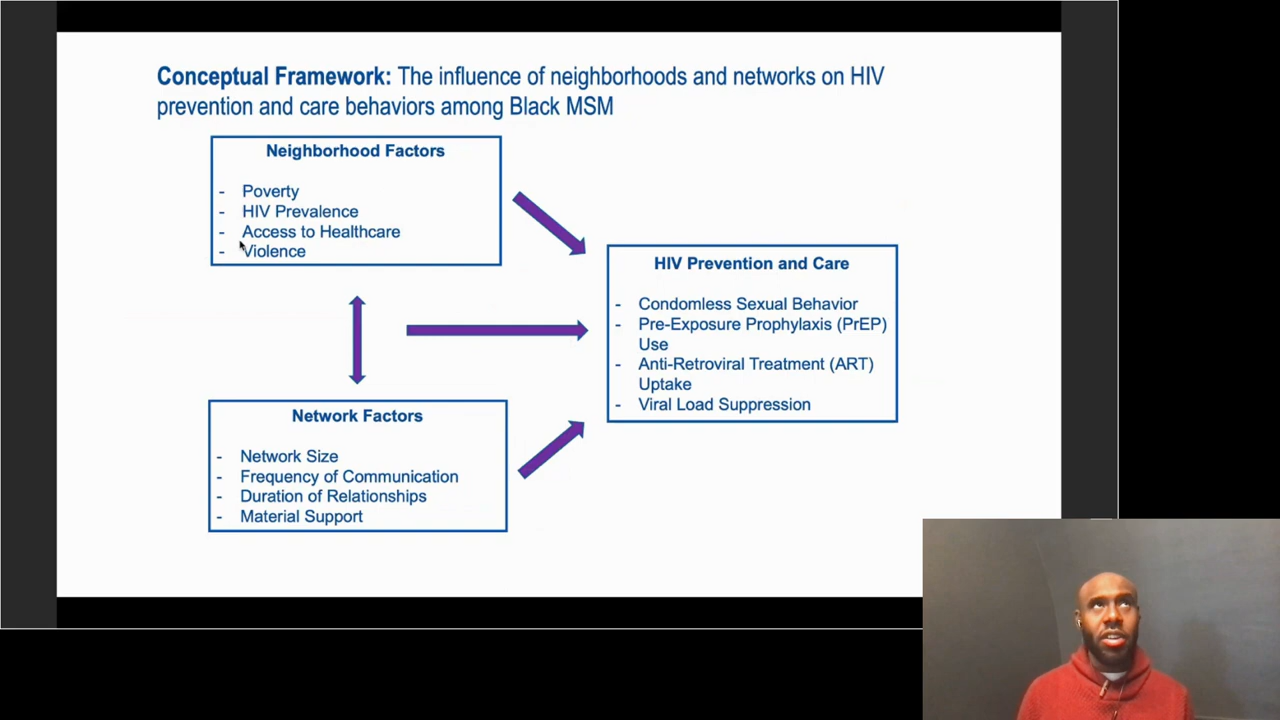 Conceptual Framework: The influence of neighborhoods and networks on HIV
prevention and care behaviors among Black MSM
Neighborhood Factors
- Poverty
- HIV Prevalence
- Access to Healthcare
- Violence
HIV Prevention and Care
- Condomless Sexual Behavior
- Pre-Exposure Prophylaxis (PrEP)
Use
- Anti-Retroviral Treatment (ART)
Uptake
- Viral Load Suppression
Network Factors
- Network Size
- Frequency of Communication
- Duration of Relationships
- Material Support